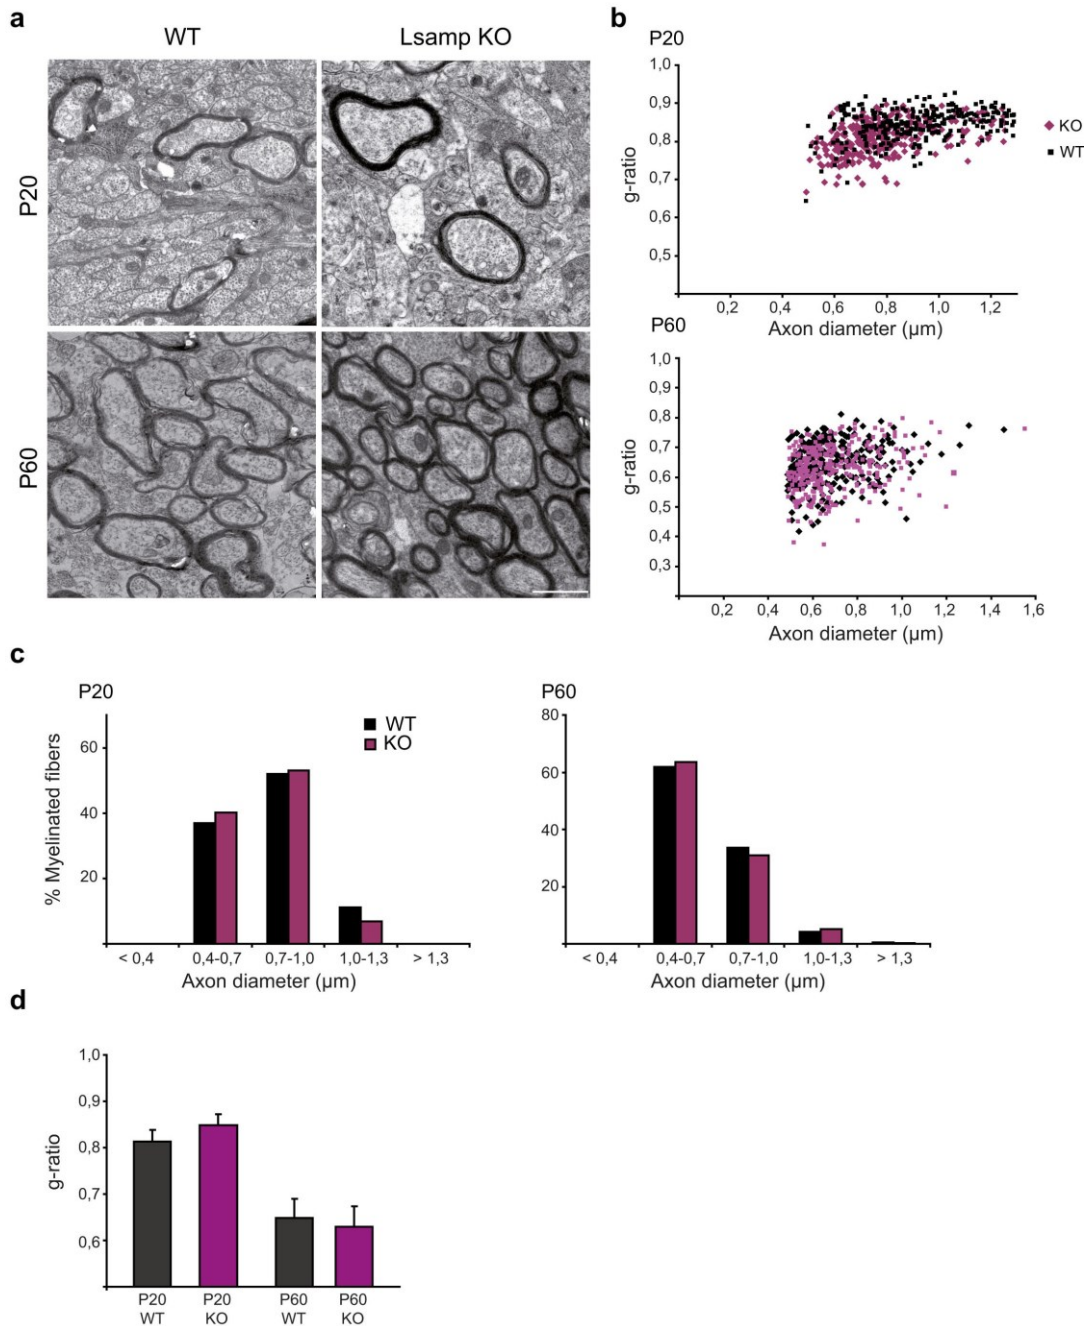 a
WT
Lsamp KO
P20
P60
b
P20
1,0
0,9
0,8
0,7
0,6
0,5
g-ratio
0,2 0,4 0,6 0,8 1,0 1,2
Axon diameter (µm)
KO
WT
P60
1,0
0,9
0,8
0,7
0,6
0,5
0,4
0,3
g-ratio
0,2 0,4 0,6 0,8 1,0 1,2 1,4 1,6
Axon diameter (µm)
c
P20
WT
KO
60
40
20
% Myelinated fibers
< 0,4 0,4-0,7 0,7-1,0 1,0-1,3 > 1,3
Axon diameter (µm)
P60
80
60
40
20
< 0,4 0,4-0,7 0,7-1,0 1,0-1,3 > 1,3
Axon diameter (µm)
d
1,0
0,9
0,8
0,7
0,6
g-ratio
P20 P20 P60 P60
WT KO WT KO